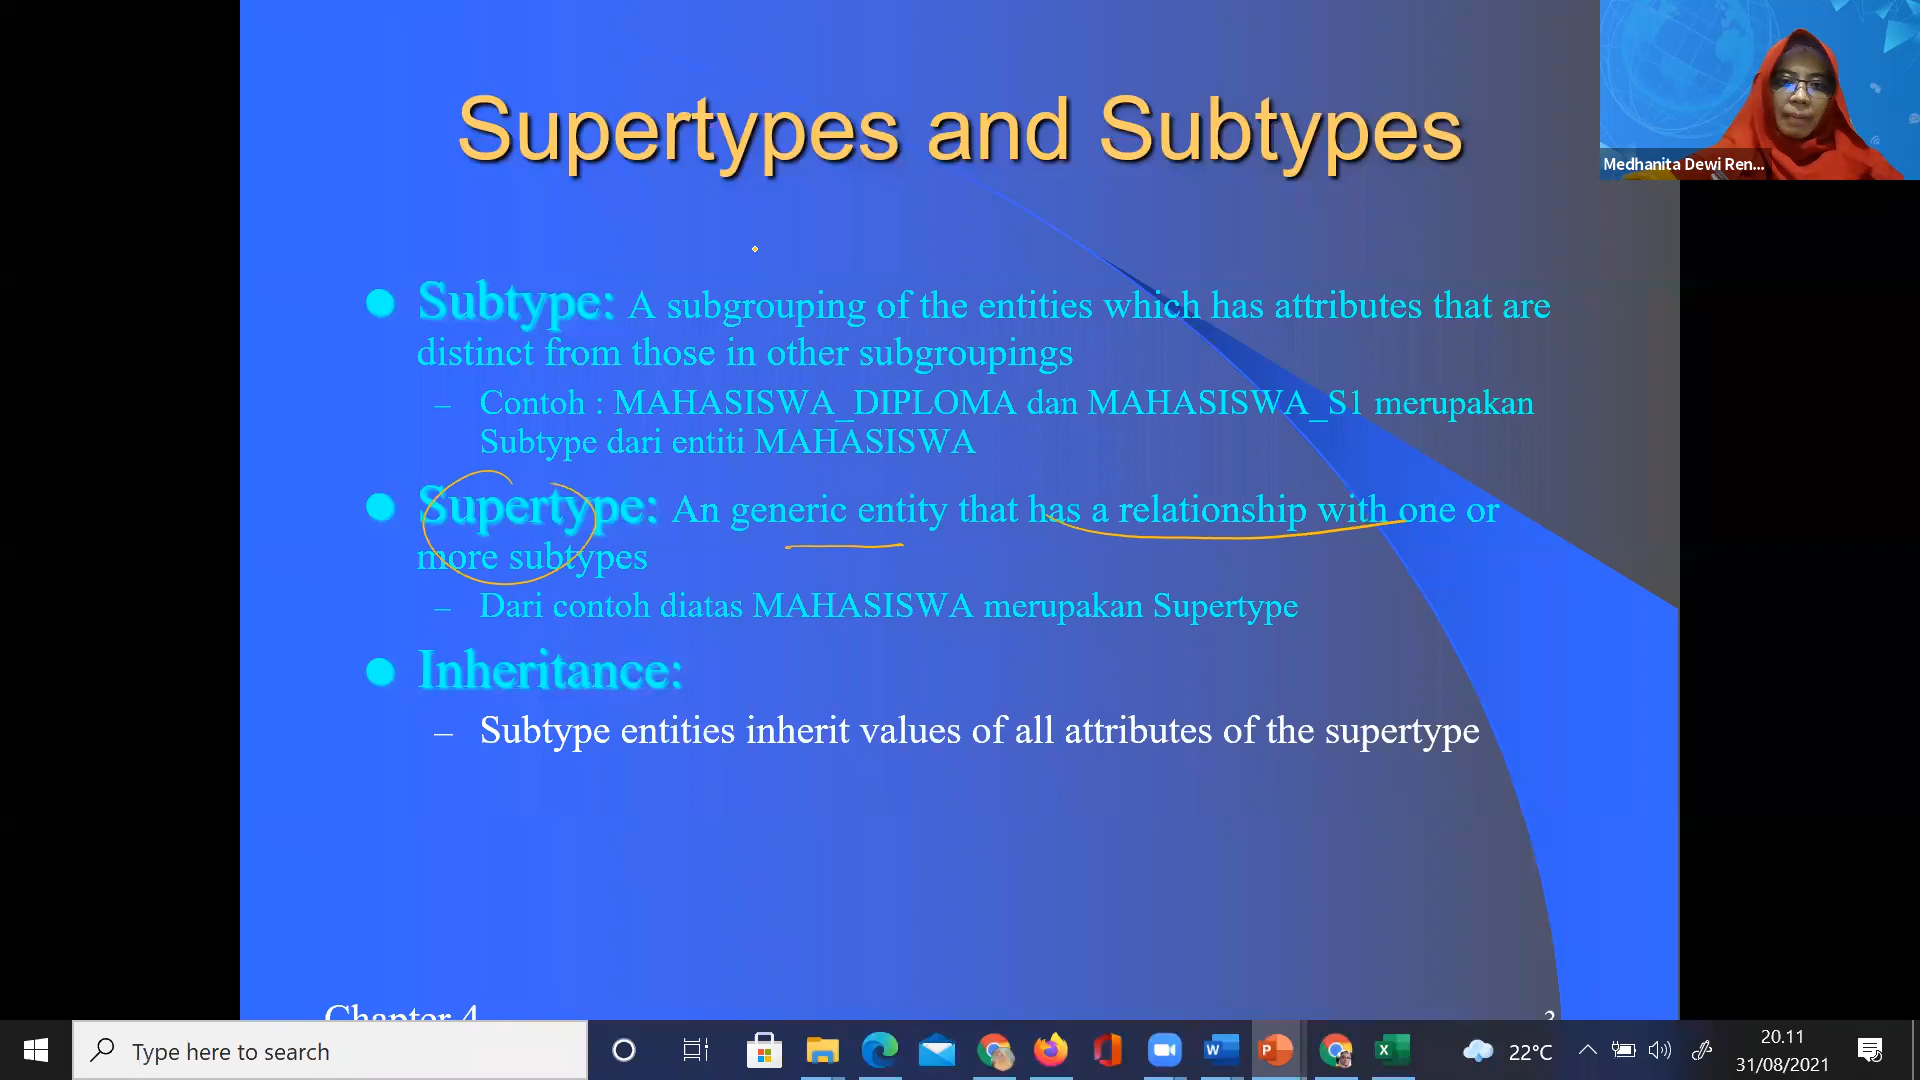 Supertypes and Subtypes
Medhanita Dewi Ren...
Subtype: A subgrouping of the entities which has attributes that are
distinct from those in other subgroupings
– Contoh : MAHASISWA_DIPLOMA dan MAHASISWA_S1 merupakan
Subtype dari entiti MAHASISWA
Supertype: An generic entity that has a relationship with one or
more subtypes
– Dari contoh diatas MAHASISWA merupakan Supertype
Inheritance:
– Subtype entities inherit values of all attributes of the supertype
Chapter 4
3
Type here to search
22°C
20.11
31/08/2021